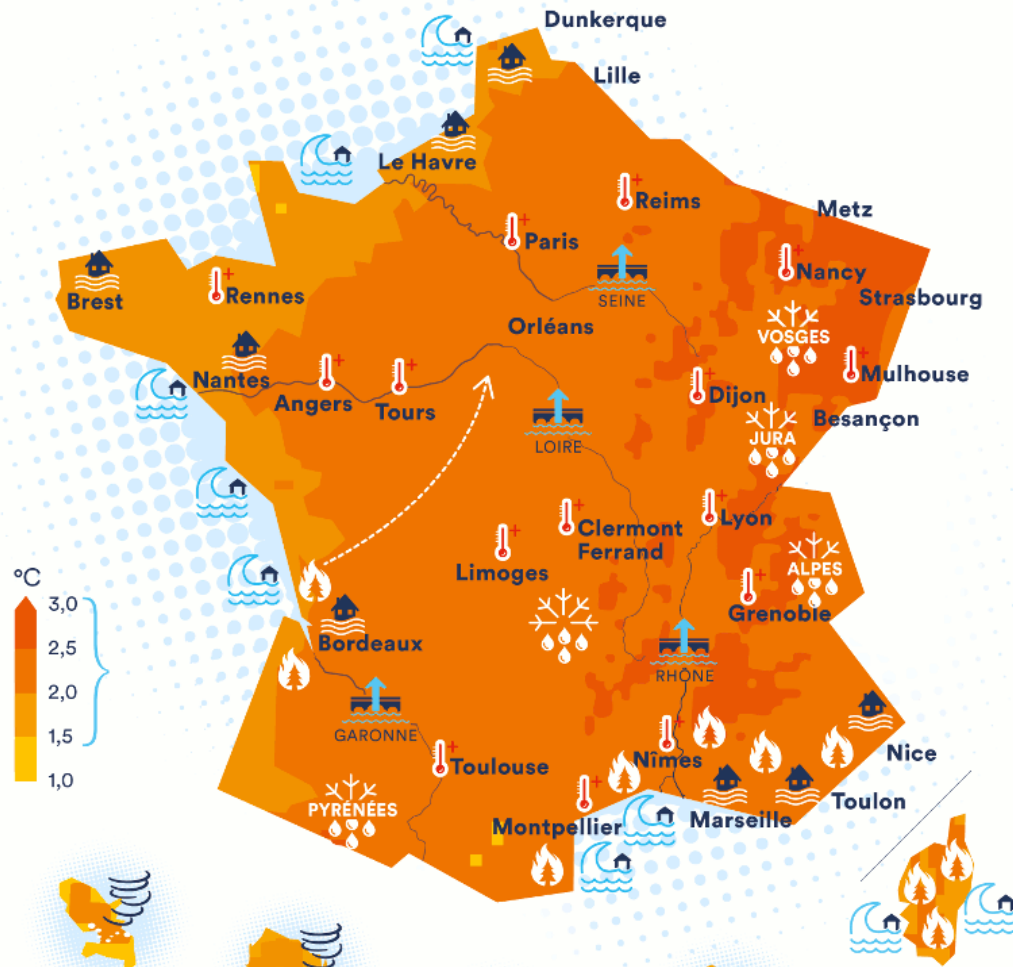 Dunkerque
Lille
Le Havre
Reims
Metz
Paris
Nancy
Brest
Rennes
SEINE
Strasbourg
Orléans
VOSGES
Nantes
Angers
Tours
Dijon
Mulhouse
Besançon
LOIRE
JURA
Lyon
Clermont
Ferrand
Limoges
ALPES
°C
3,0
2,5
2,0
1,5
1,0
Grenoble
Bordeaux
RHÔNE
GARONNE
Nîmes
Nice
Toulouse
Toulon
PYRÉNÉES
Montpellier
Marseille